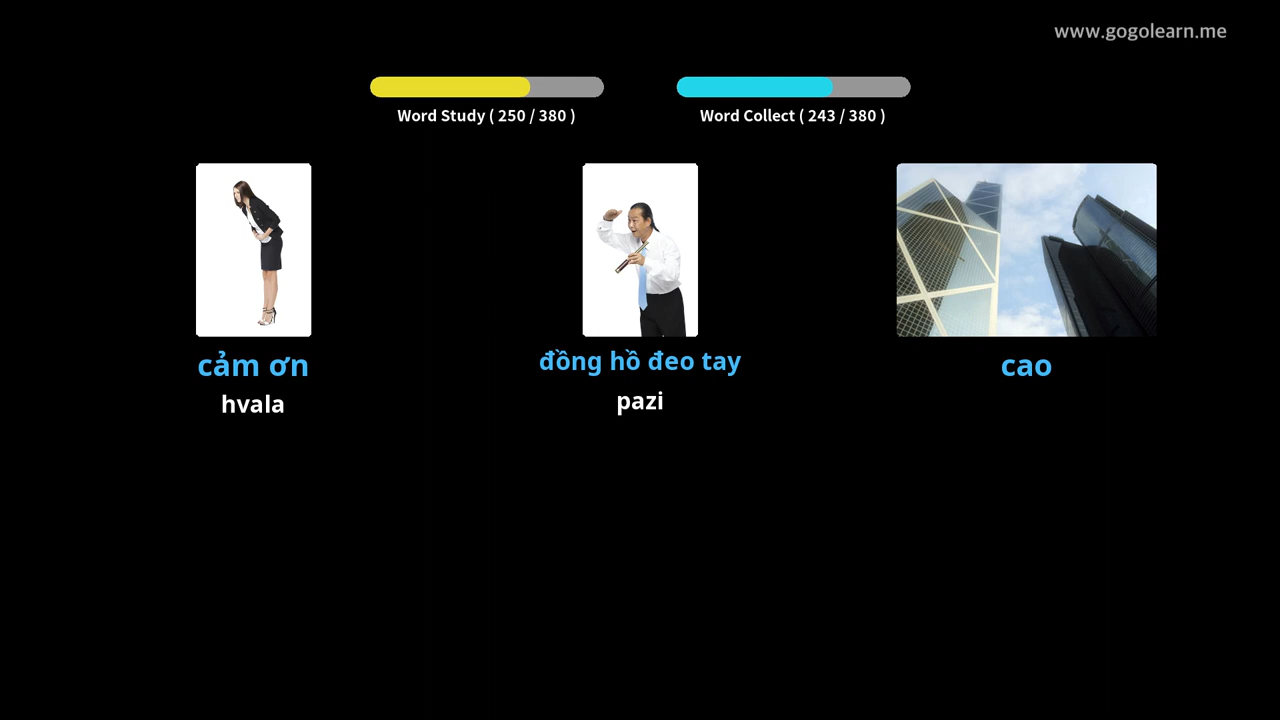 www.gogolearn.me
Word Study ( 250 / 380 )
Word Collect ( 243 / 380 )
cảm ơn
hvala
đồng hồ đeo tay
pazi
cao